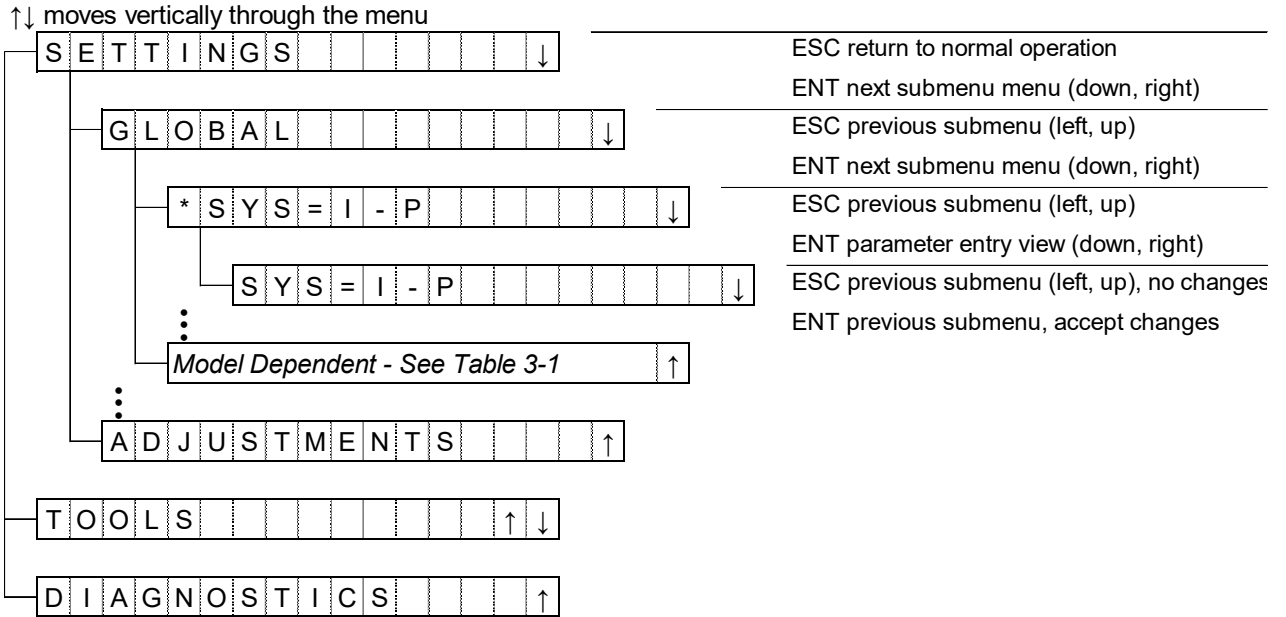 ↑↓ moves vertically through the menu
SETTINGS ↓
ESC return to normal operation
ENT next submenu menu (down, right)
GLOBAL ↓
ESC previous submenu (left, up)
ENT next submenu menu (down, right)
*SYS=I-P ↓
ESC previous submenu (left, up)
ENT parameter entry view (down, right)
SYS=I-P ↓
ESC previous submenu (left, up), no changes
ENT previous submenu, accept changes
Model Dependent - See Table 3-1 ↑
ADJUSTMENTS ↑
TOOLS ↑↓
DIAGNOSTICS ↑